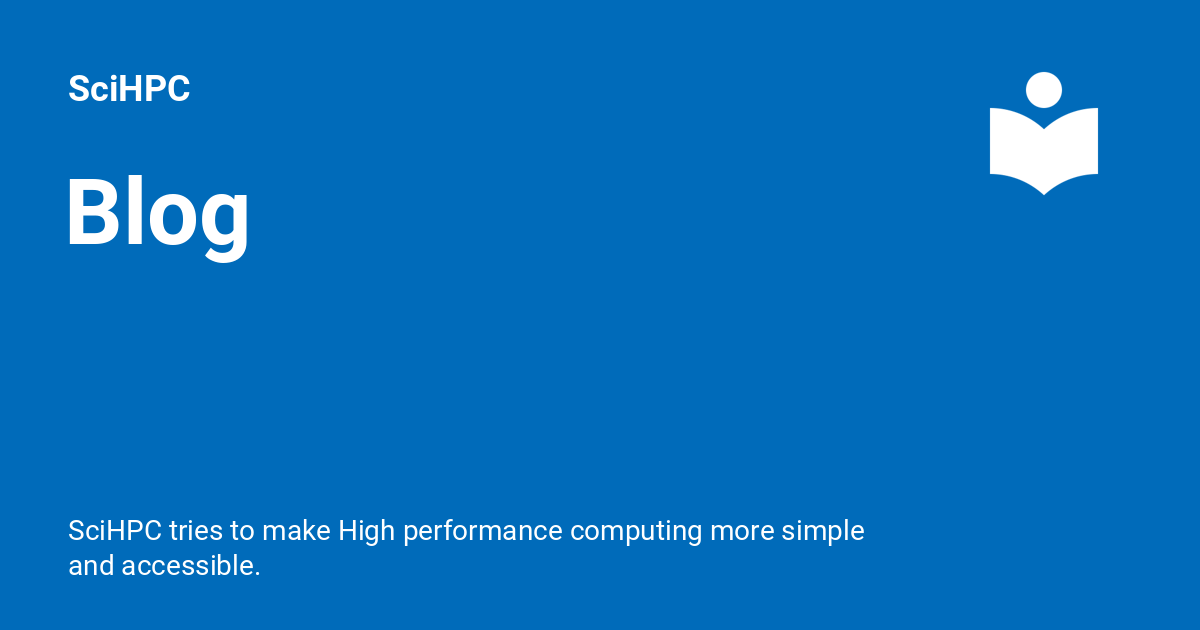 SciHPC
Blog
SciHPC tries to make High performance computing more simple
and accessible.